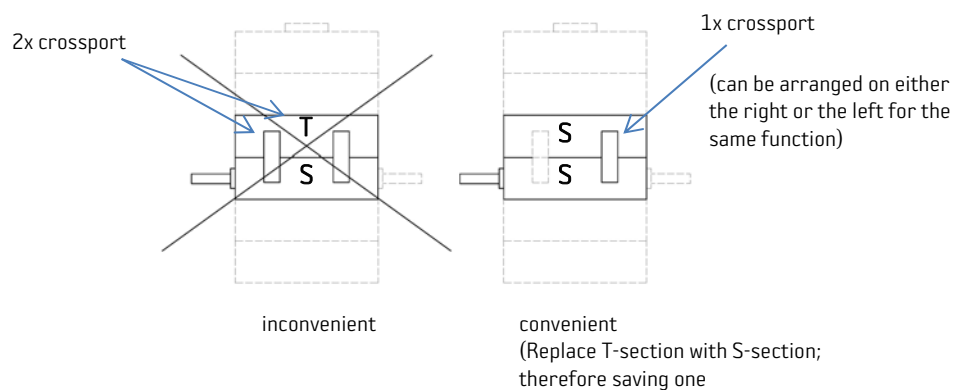 2x crossport
1x crossport
(can be arranged on either
the right or the left for the
same function)
T
S
S
S
inconvenient
convenient
(Replace T-section with S-section;
therefore saving one